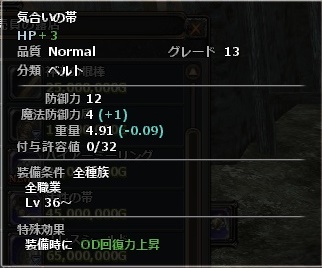 気合いの帯
HP+3
品質 Normal グレード 13
分類 ベルト
防御力 12
魔法防御力 4 (+1)
重量 4.91 (-0.09)
付与許容値 0/32
装備条件 全種族
全職業
Lv 36~
特殊効果
装備時に OD回復力上昇